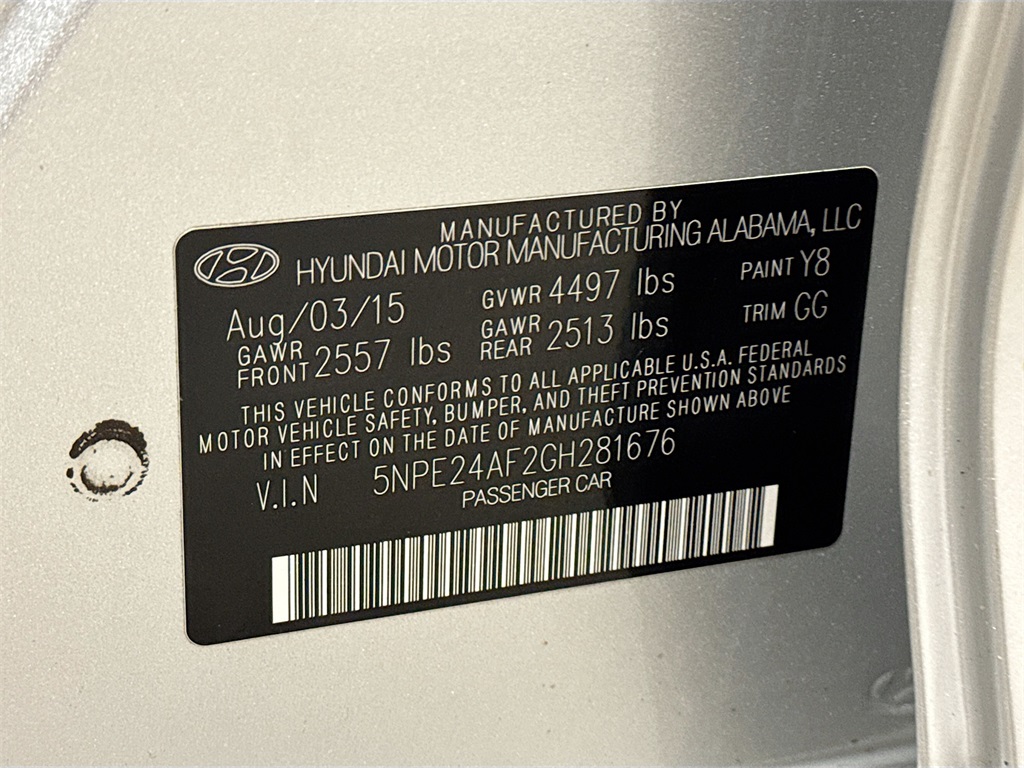 MANUFACTURED BY
HYUNDAI MOTOR MANUFACTURING ALABAMA, LLC
Aug/03/15 GVWR 4497 lbs PAINT Y8
GAWR FRONT 2557 lbs GAWR REAR 2513 lbs TRIM GG
THIS VEHICLE CONFORMS TO ALL APPLICABLE U.S.A. FEDERAL
MOTOR VEHICLE SAFETY, BUMPER, AND THEFT PREVENTION STANDARDS
IN EFFECT ON THE DATE OF MANUFACTURE SHOWN ABOVE
V.I.N 5NPE24AF2GH281676
PASSENGER CAR